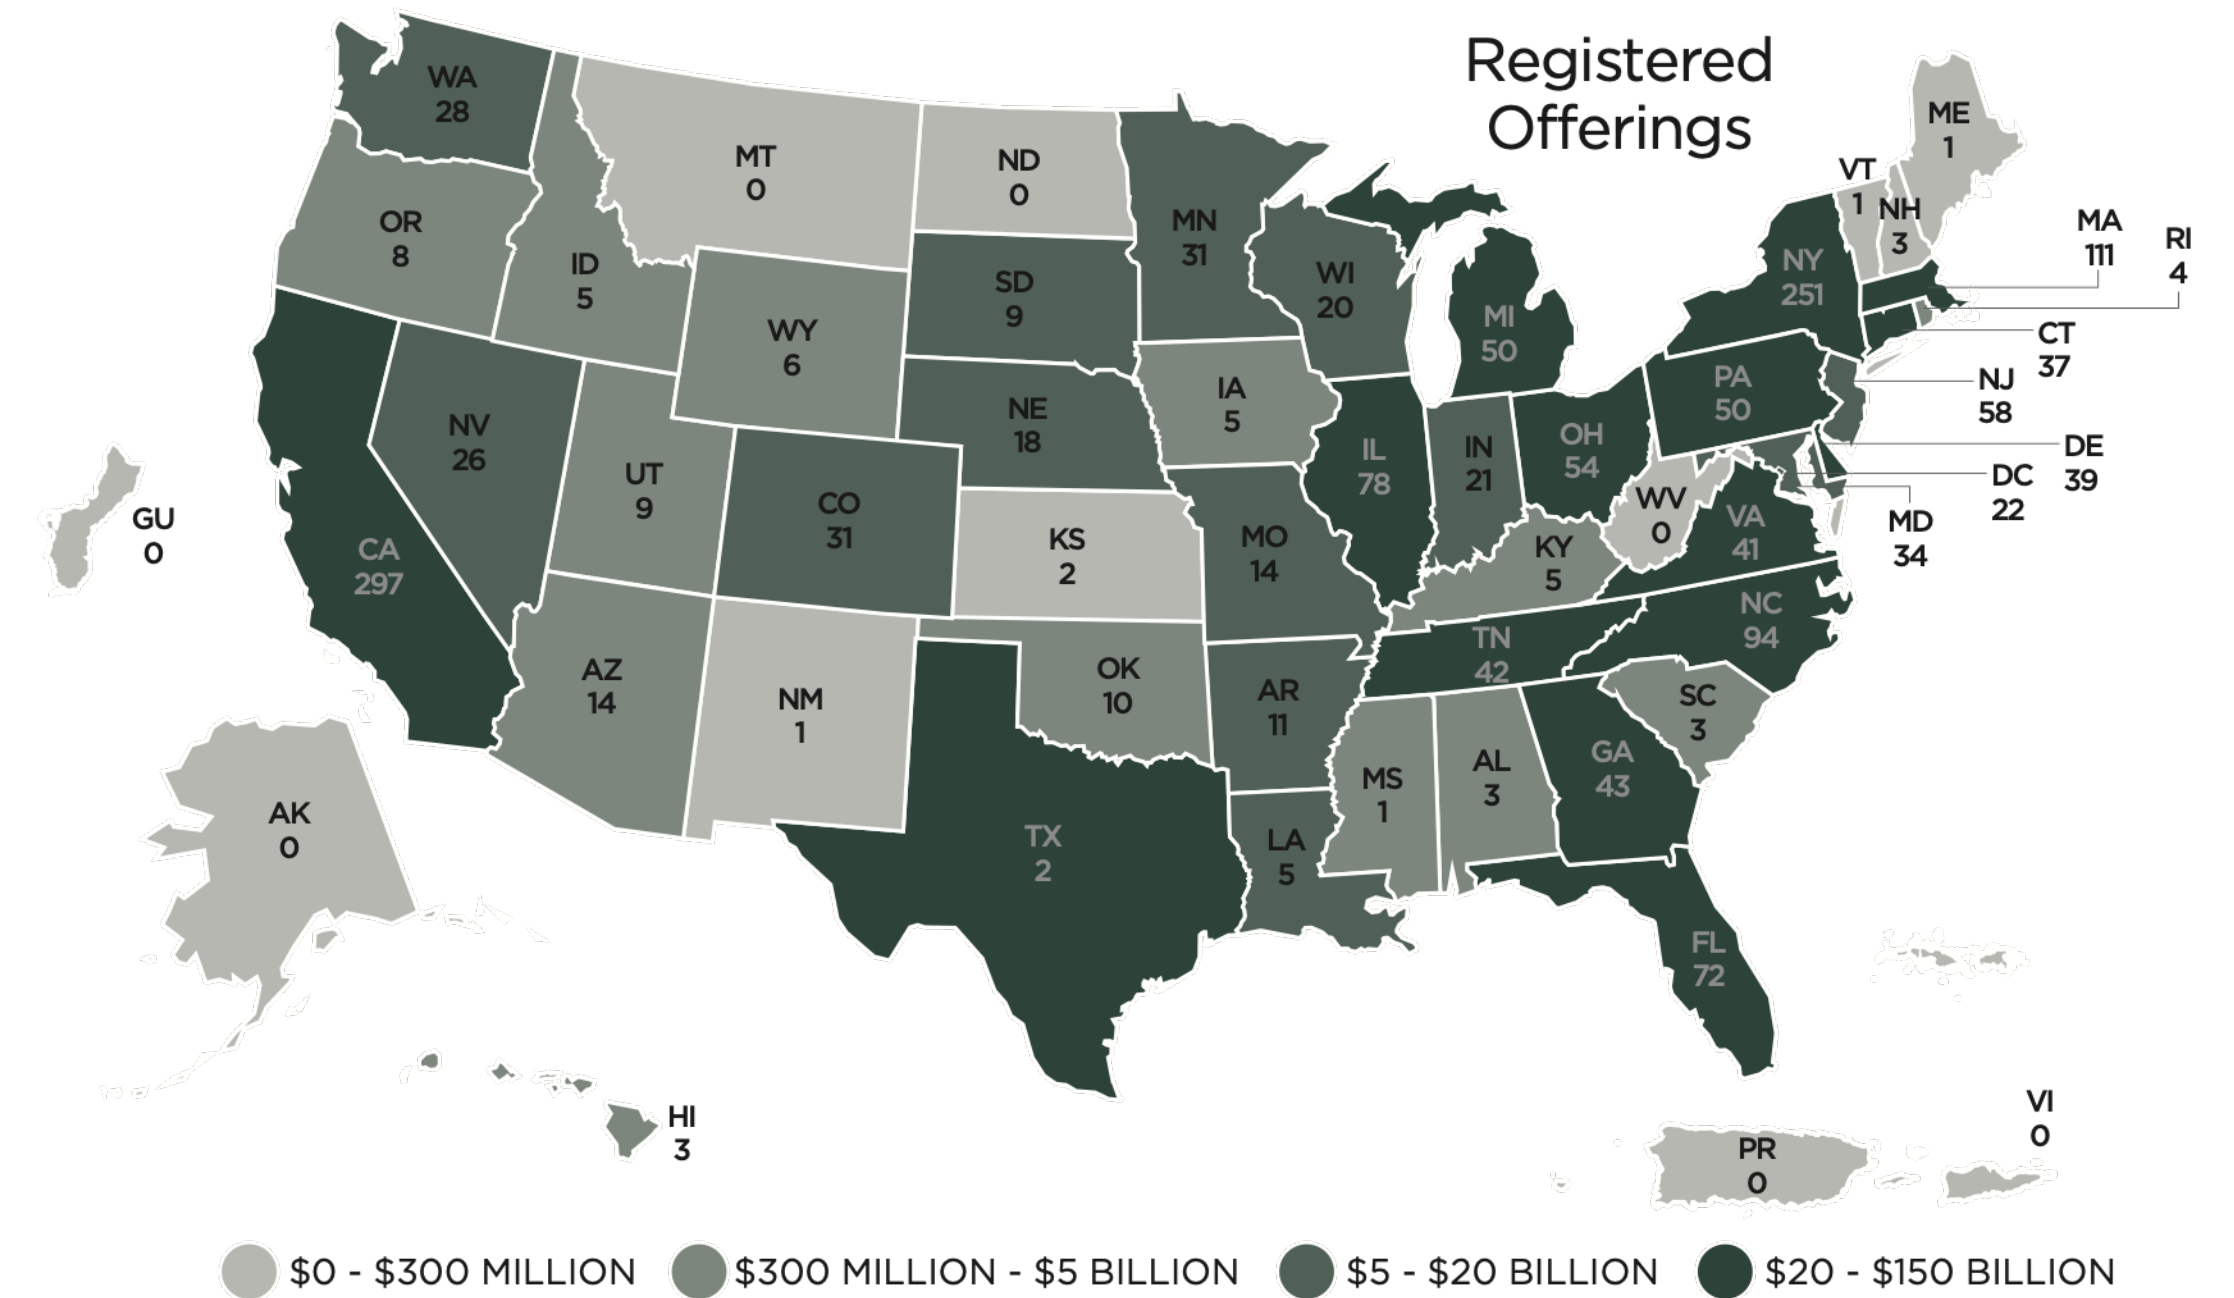 Registered
Offerings
WA
28
OR
8
ID
5
MT
0
ND
0
MN
31
SD
9
WI
20
MI
50
WY
6
NE
18
IA
5
NV
26
UT
9
CO
31
KS
2
MO
14
IL
78
IN
21
OH
54
CA
297
AZ
14
NM
1
OK
10
AR
11
TX
2
LA
5
MS
1
AL
3
GA
43
FL
72
SC
3
NC
94
TN
42
KY
5
WV
0
VA
41
PA
50
NY
251
VT
1
NH
3
ME
1
MA
111
RI
4
CT
37
NJ
58
DE
39
DC
22
MD
34
GU
0
AK
0
HI
3
PR
0
VI
0
$0 - $300 MILLION
$300 MILLION - $5 BILLION
$5 - $20 BILLION
$20 - $150 BILLION